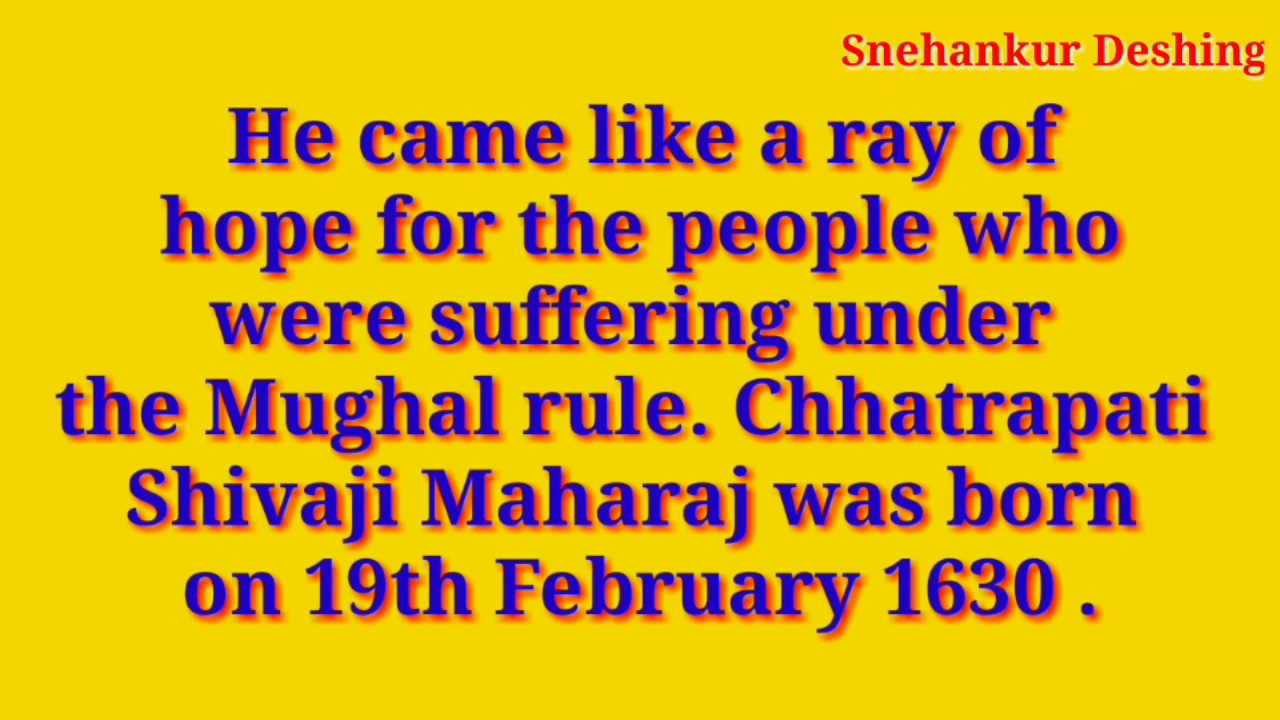 Snehankur Deshing
He came like a ray of
hope for the people who
were suffering under
the Mughal rule. Chhatrapati
Shivaji Maharaj was born
on 19th February 1630 .